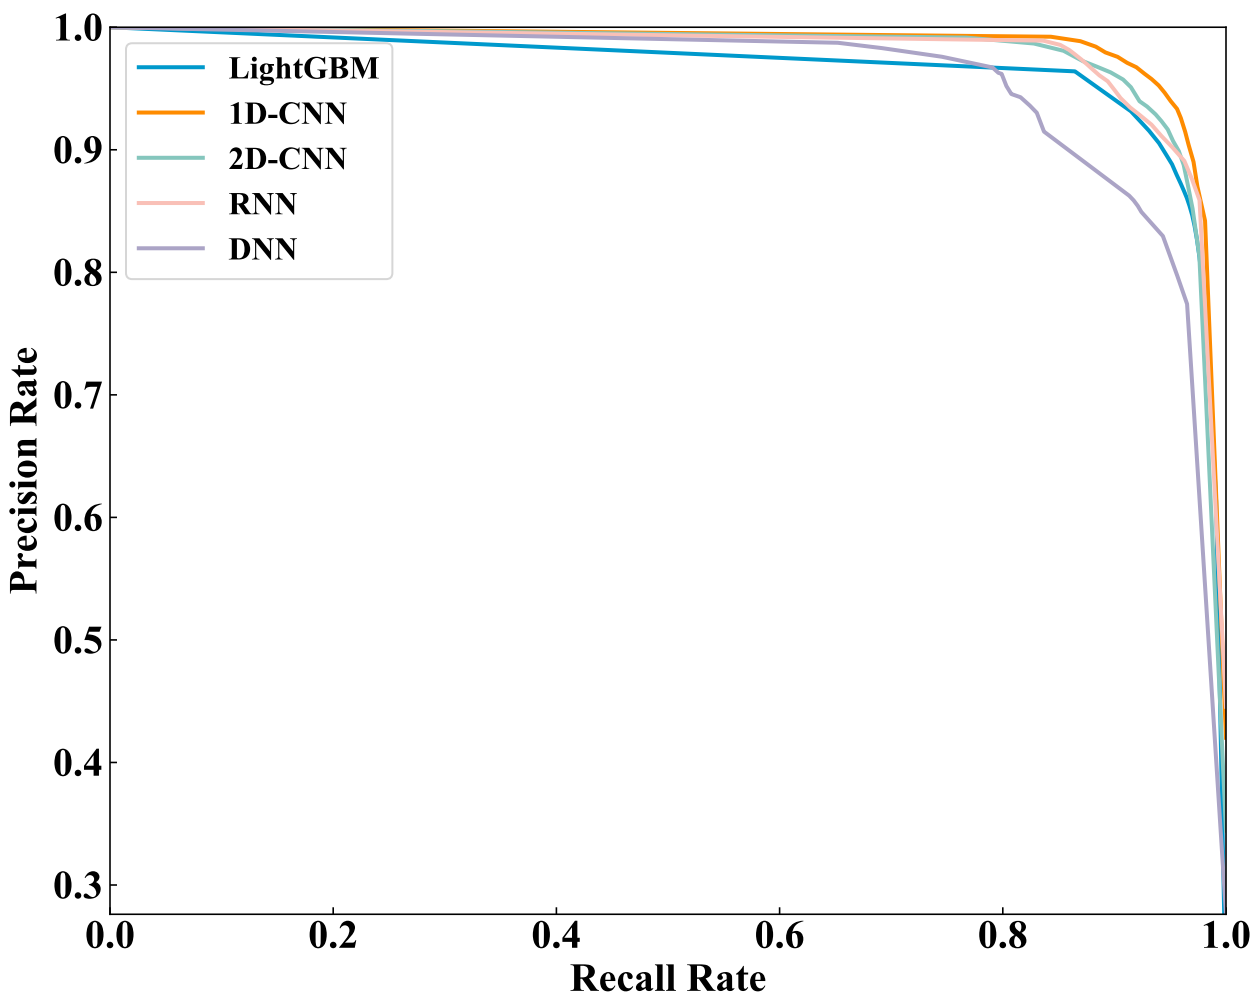 1.0
0.9
0.8
0.7
0.6
0.5
0.4
0.3
Precision Rate
LightGBM
1D-CNN
2D-CNN
RNN
DNN
0.0 0.2 0.4 0.6 0.8 1.0
Recall Rate